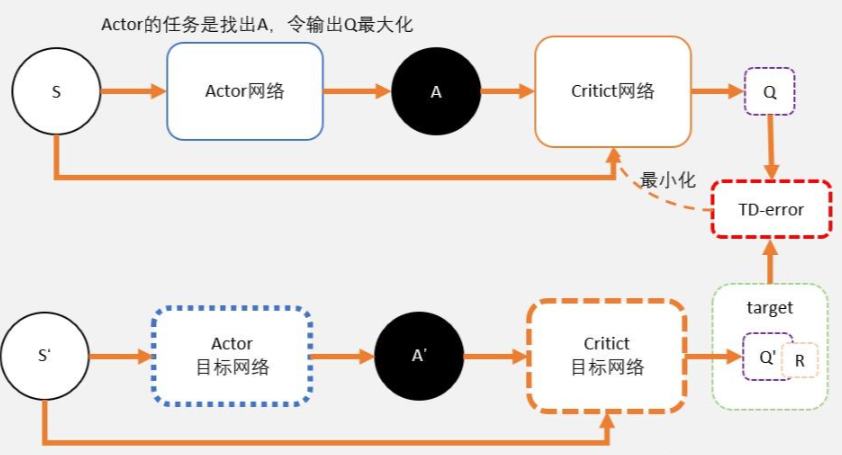 Actor的任务是找出A,令输出Q最大化
S
Actor网络
A
Critict网络
Q
最小化
TD-error
target
S‘
Actor
目标网络
A’
Critict
目标网络
Q'
R